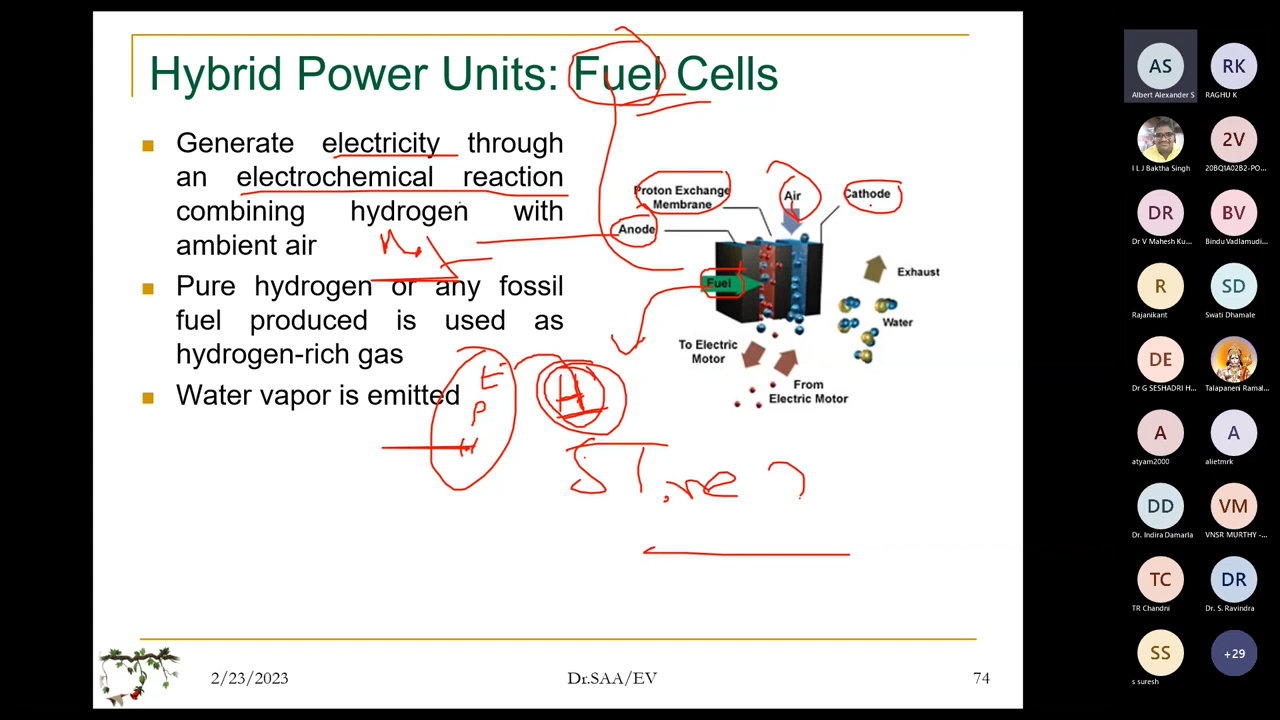 Hybrid Power Units: Fuel Cells
Generate electricity through
an electrochemical reaction
combining hydrogen with
ambient air
Pure hydrogen or any fossil
fuel produced is used as
hydrogen-rich gas
Water vapor is emitted
Proton Exchange
Membrane
Air
Cathode
Anode
Fuel
Exhaust
Water
To Electric
Motor
From
Electric Motor
E
P
H
H
2/23/2023
Dr.SAA/EV
74
AS
Albert Alexander S
RK
RAGHU K
I L J Baktha Singh
2V
20BQ1A02B2-PO...
DR
Dr V Mahesh Ku...
BV
Bindu Vadlamudi...
R
Rajanikant
SD
Swati Dhamale
DE
Dr G SESHADRI H...
Talapaneni Ramal...
A
atyam2000
A
alietmrk
DD
Dr. Indira Damarla
VM
VNSR MURTHY -...
TC
TR Chandni
DR
Dr. S. Ravindra
SS
s suresh
+29